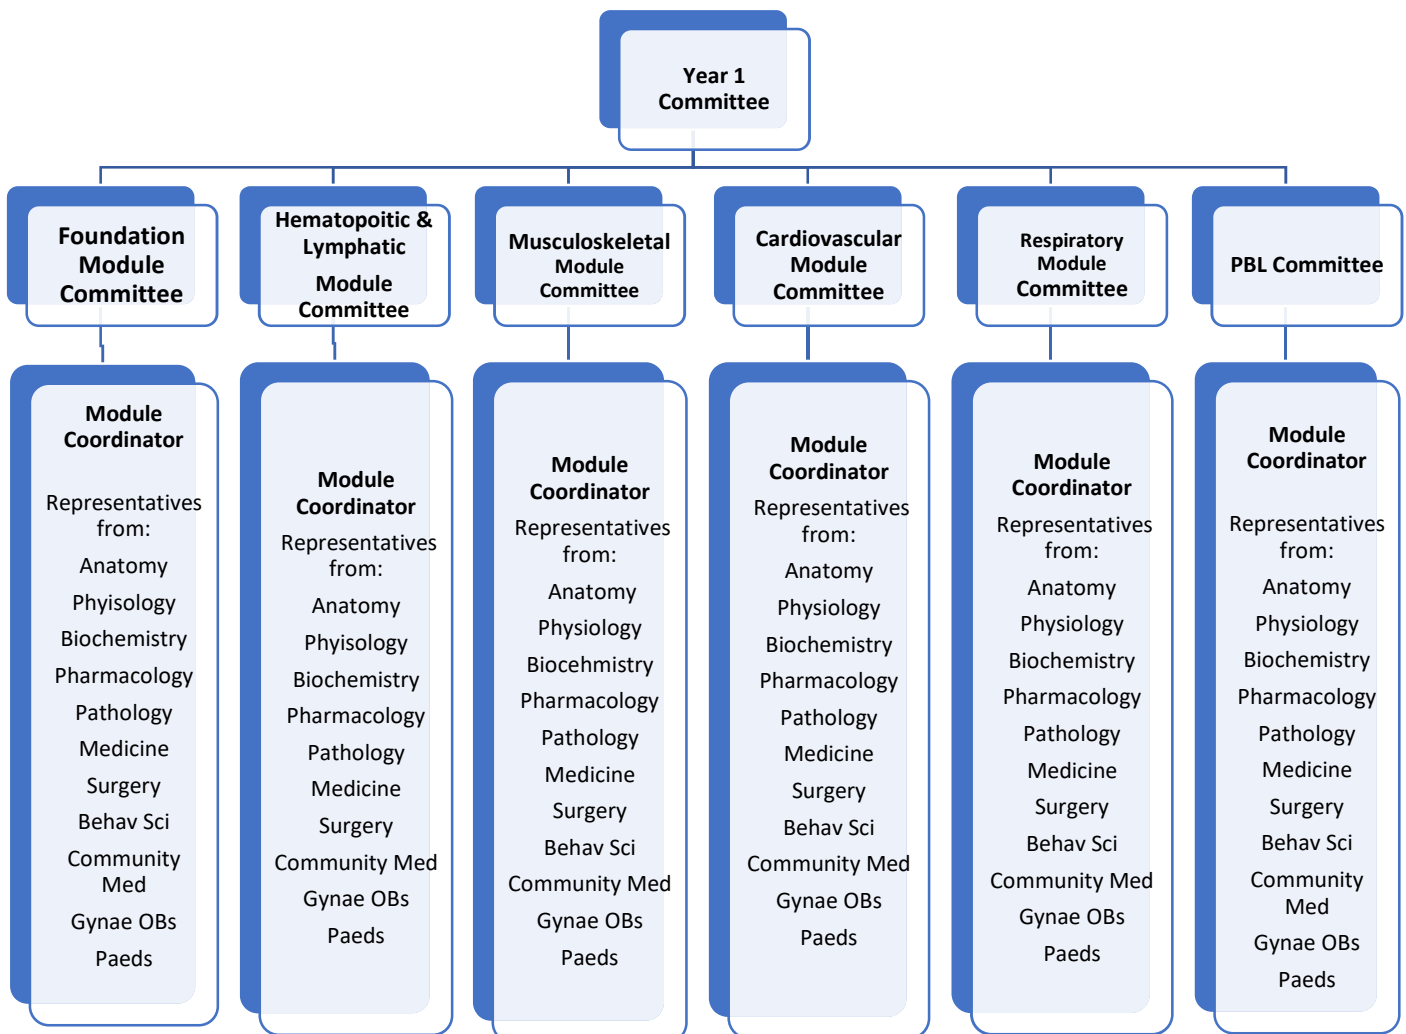 Year 1
Committee
Foundation
Module
Committee
Hematopoitic &
Lymphatic
Module
Committee
Musculoskeletal
Module
Committee
Cardiovascular
Module
Committee
Respiratory
Module
Committee
PBL Committee
Module
Coordinator
Representatives
from:
Anatomy
Phyisology
Biochemistry
Pharmacology
Pathology
Medicine
Surgery
Behav Sci
Community
Med
Gynae OBs
Paeds
Module
Coordinator
Representatives
from:
Anatomy
Phyisology
Biochemistry
Pharmacology
Pathology
Medicine
Surgery
Community Med
Gynae OBs
Paeds
Module
Coordinator
Representatives
from:
Anatomy
Physiology
Biocehmistry
Pharmacology
Pathology
Medicine
Surgery
Behav Sci
Community Med
Gynae OBs
Paeds
Module
Coordinator
Representatives
from:
Anatomy
Physiology
Biochemistry
Pharmacology
Pathology
Medicine
Surgery
Behav Sci
Community Med
Gynae OBs
Paeds
Module
Coordinator
Representatives
from:
Anatomy
Physiology
Biochemistry
Pharmacology
Pathology
Medicine
Surgery
Behav Sci
Community Med
Gynae OBs
Paeds
Module
Coordinator
Representatives
from:
Anatomy
Physiology
Biochemistry
Pharmacology
Pathology
Medicine
Surgery
Behav Sci
Community
Med
Gynae OBs
Paeds